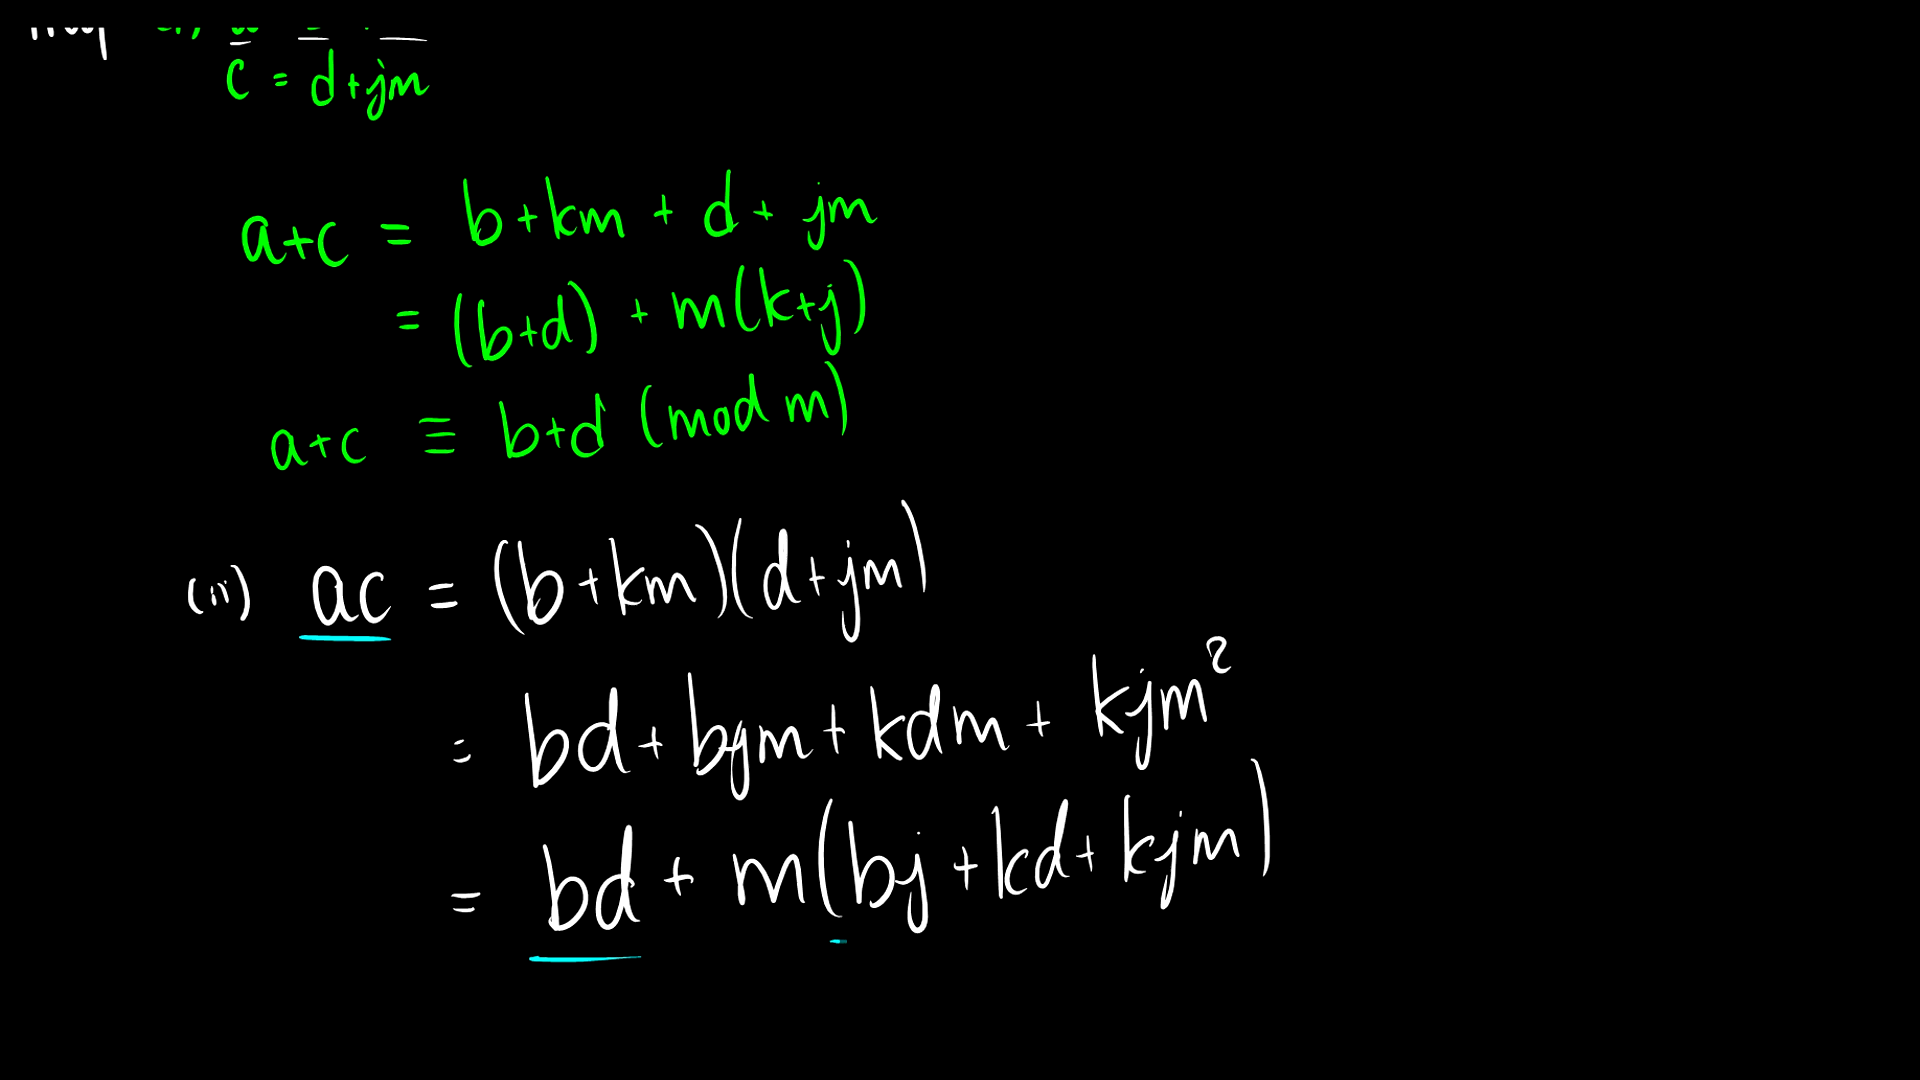 c = d+jm
a+c = b+km + d + jm
= (b+d) + m(k+j)
a+c ≡ b+d (mod m)
(ii) ac = (b+km)(d+jm)
= bd + bjm + kdm + kjm²
= bd + m(bj + kd + kjm)